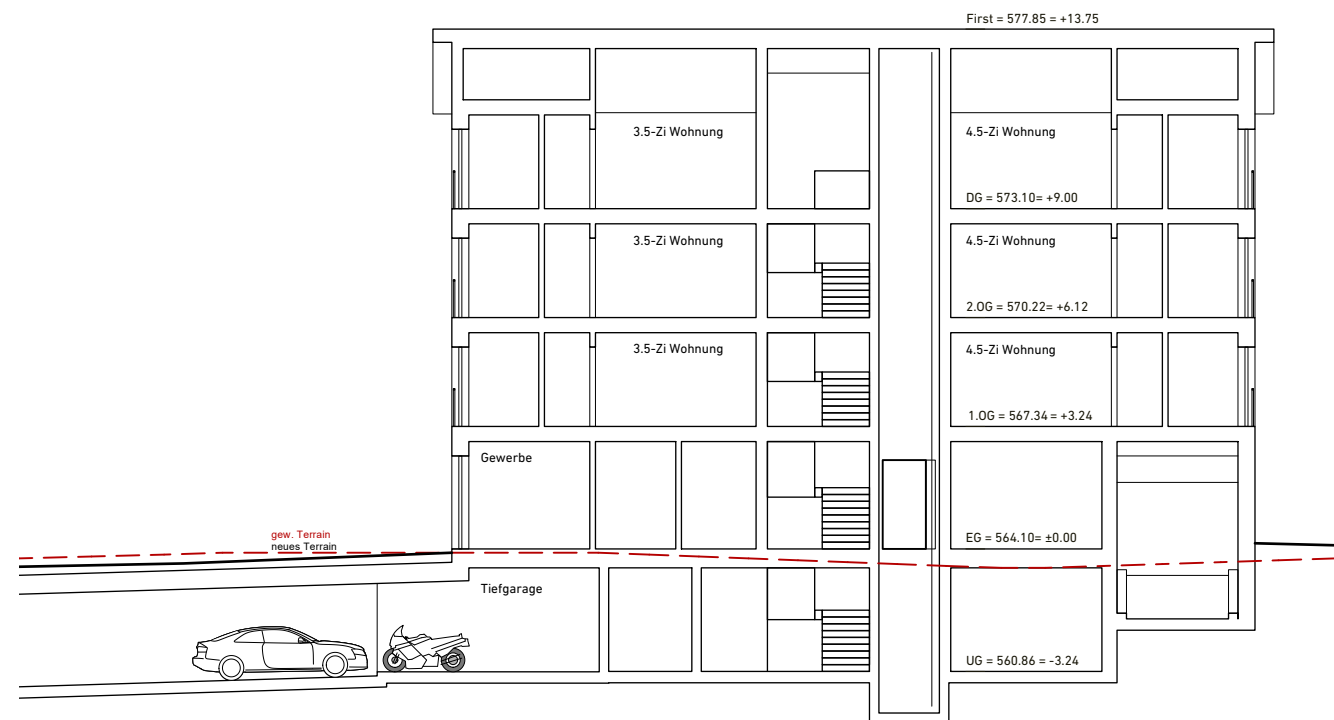 First = 577.85 = +13.75
3.5-Zi Wohnung
4.5-Zi Wohnung
DG = 573.10= +9.00
3.5-Zi Wohnung
4.5-Zi Wohnung
2.OG = 570.22= +6.12
3.5-Zi Wohnung
4.5-Zi Wohnung
1.OG = 567.34 = +3.24
Gewerbe
gew. Terrain
neues Terrain
EG = 564.10= ±0.00
Tiefgarage
UG = 560.86 = -3.24